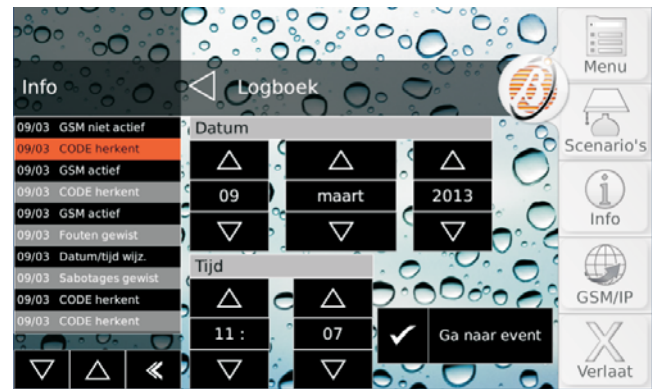 Info
Logboek
09/03 GSM niet actief
09/03 CODE herkent
09/03 GSM actief
09/03 CODE herkent
09/03 GSM actief
09/03 Fouten gewist
09/03 Datum/tijd wijz.
09/03 Sabotages gewist
09/03 CODE herkent
09/03 CODE herkent
Datum
09 maart 2013
Tijd
11 : 07
Ga naar event
B
Menu
Scenario's
Info
GSM/IP
Verlaat